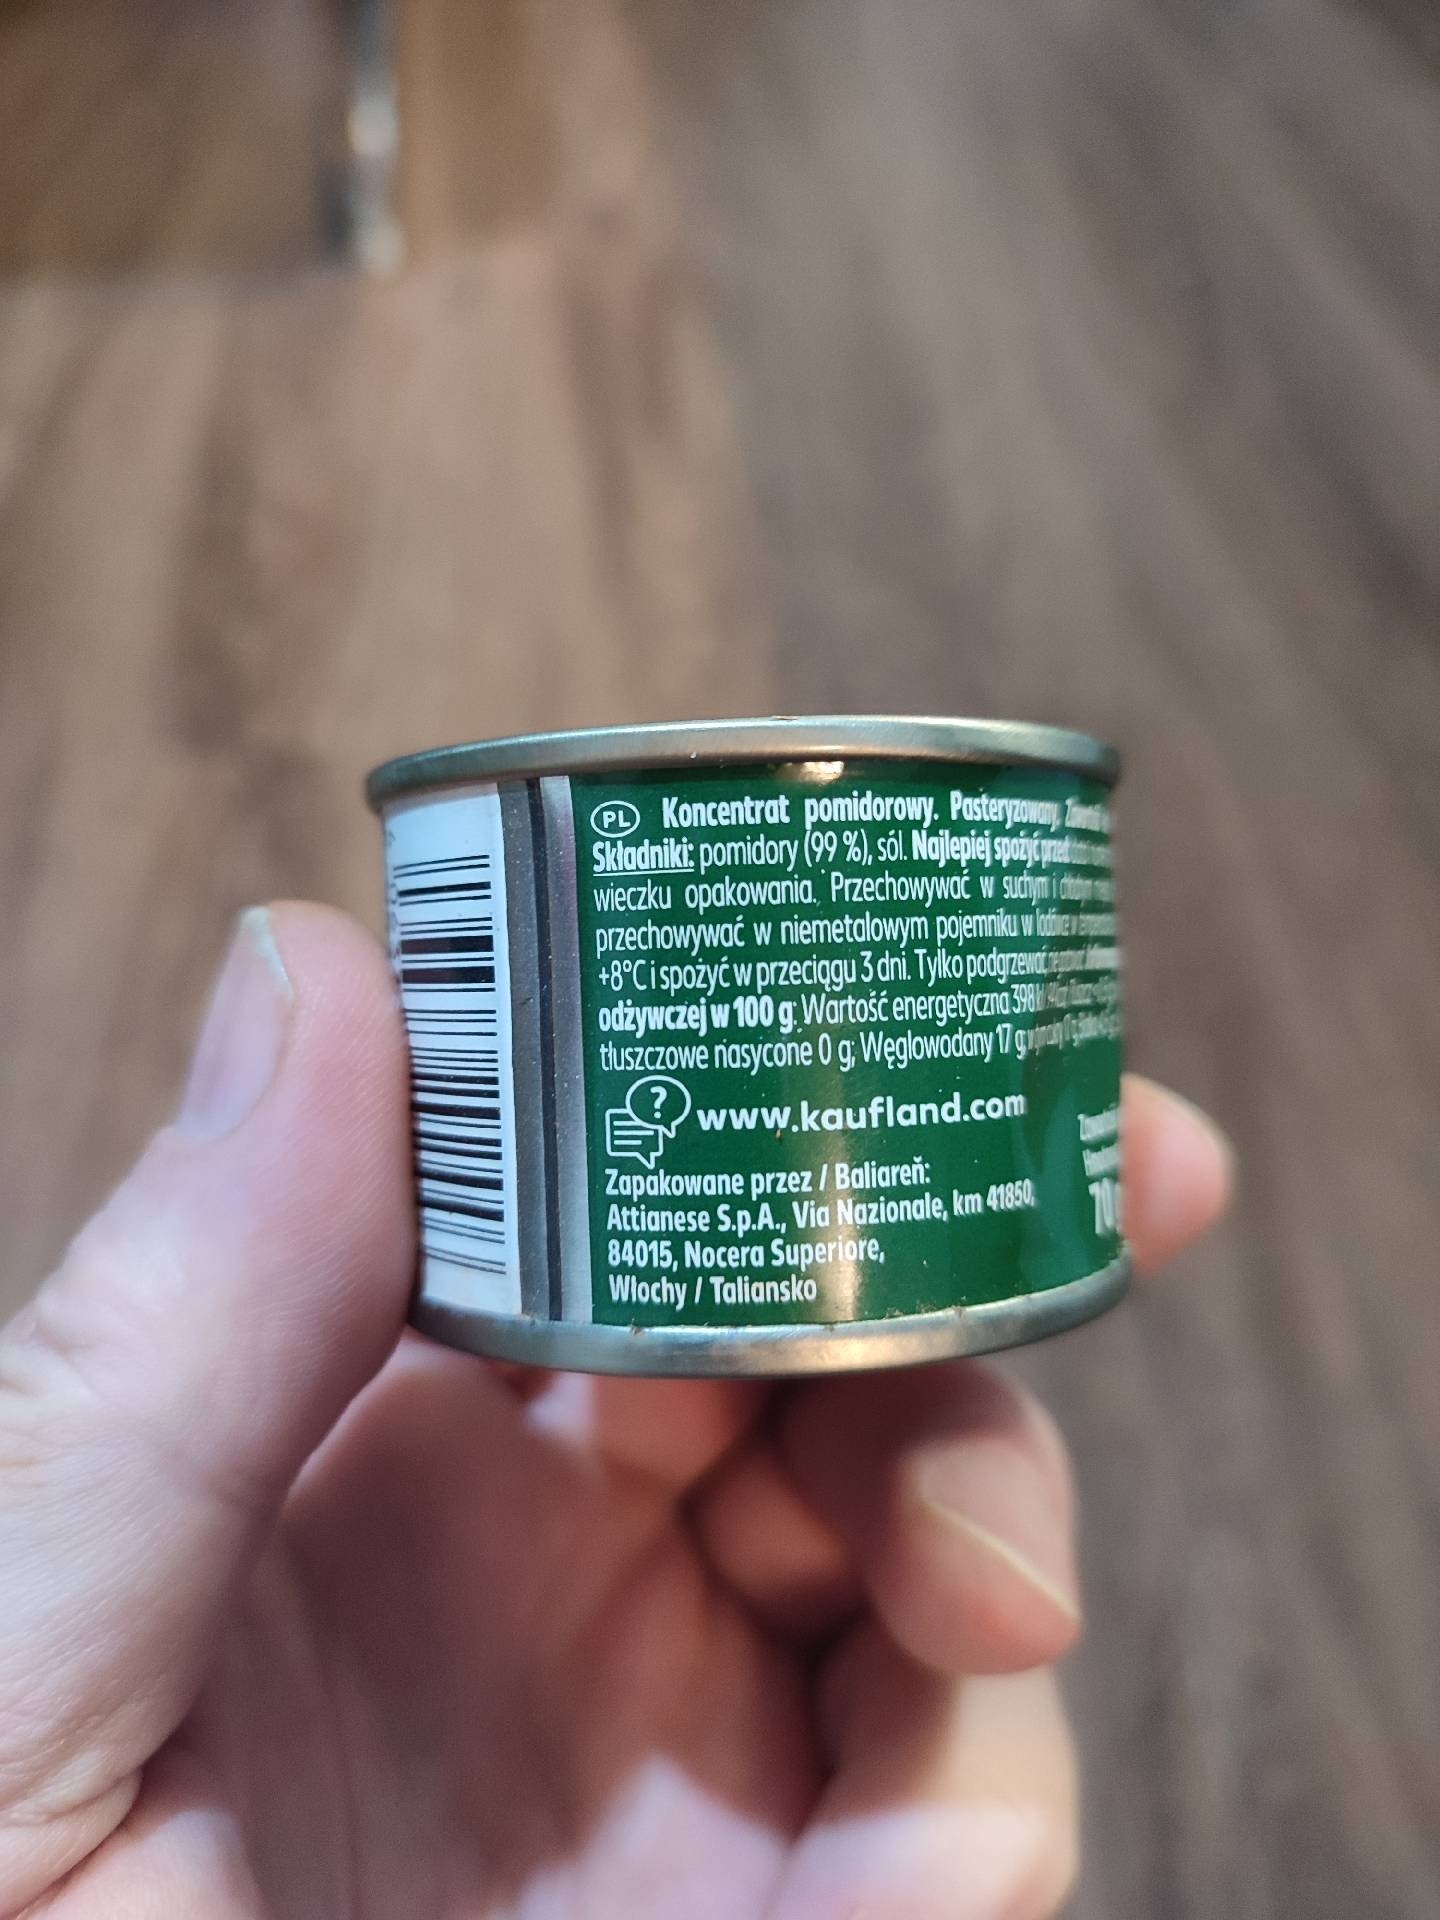 PL Koncentrat pomidorowy. Pasteryzowany.
Składniki: pomidory (99 %), sól. Najlepiej spożyć przed
wieczku opakowania. Przechowywać w suchym i
przechowywać w niemetalowym pojemniku w lodówce w
+8°C i spożyć w przeciągu 3 dni. Tylko podgrzewać,
odżywczej w 100 g: Wartość energetyczna 398
tłuszczowe nasycone 0 g; Węglowodany 17 g,
?
www.kaufland.com
Zapakowane przez / Baliareň:
Attianese S.p.A., Via Nazionale, km 41850,
84015, Nocera Superiore,
Włochy / Taliansko
70 g